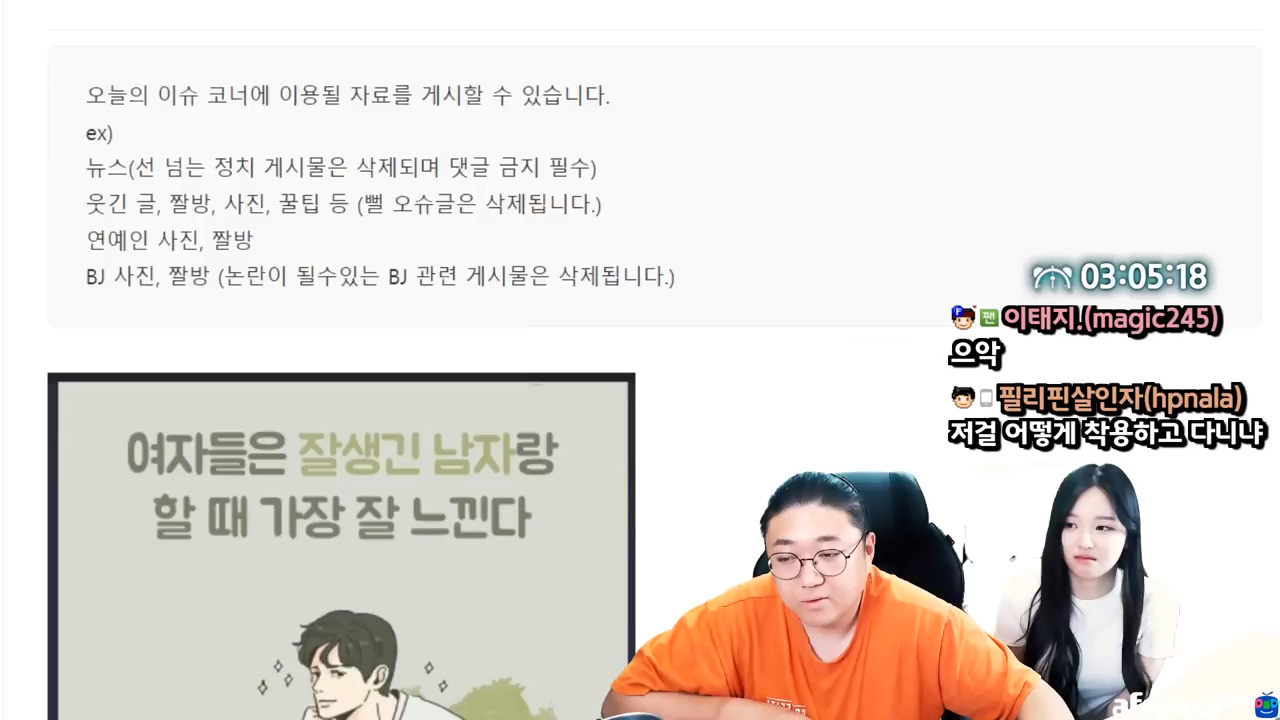 오늘의 이슈 코너에 이용될 자료를 게시할 수 있습니다.
ex)
뉴스(선 넘는 정치 게시물은 삭제되며 댓글 금지 필수)
웃긴 글, 짤방, 사진, 꿀팁 등 (뻘 오슈글은 삭제됩니다.)
연예인 사진, 짤방
BJ 사진, 짤방 (논란이 될수있는 BJ 관련 게시물은 삭제됩니다.)
03:05:18
F 팬 이태지.(magic245)
으악
필리핀살인자(hpnala)
저걸 어떻게 착용하고 다니냐
여자들은 잘생긴 남자랑
할 때 가장 잘 느낀다